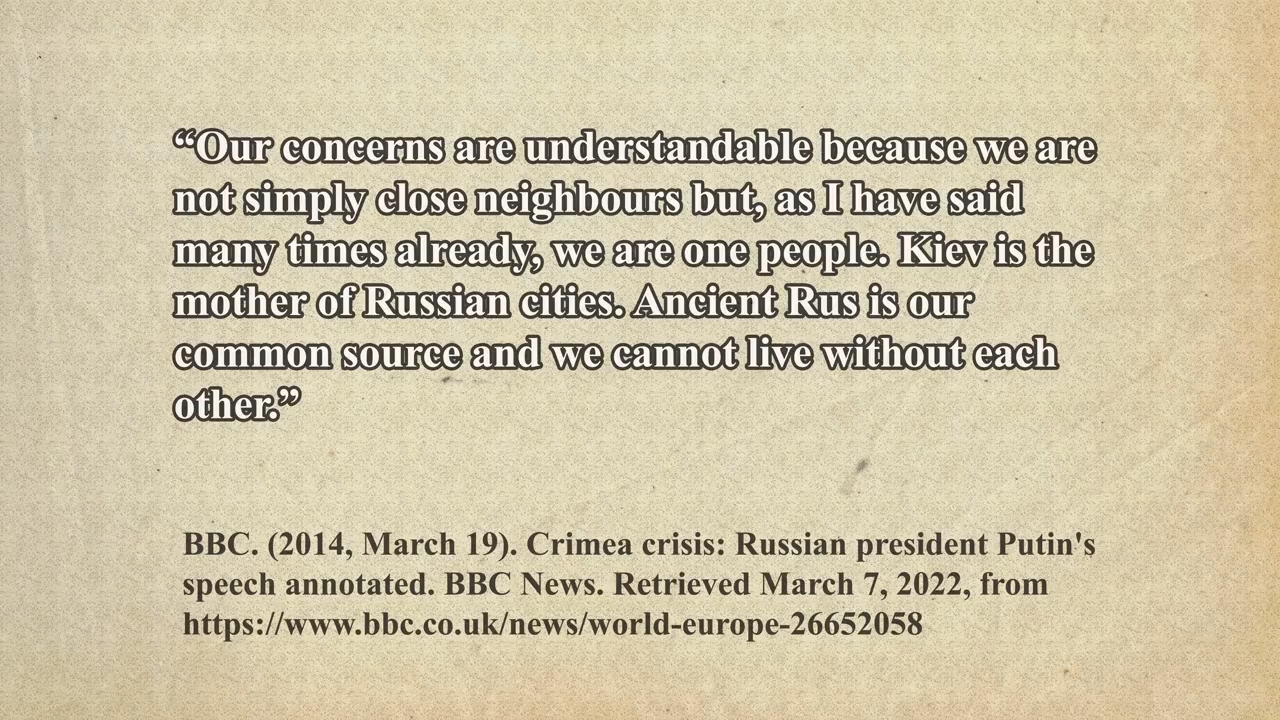 “Our concerns are understandable because we are
not simply close neighbours but, as I have said
many times already, we are one people. Kiev is the
mother of Russian cities. Ancient Rus is our
common source and we cannot live without each
other.”
BBC. (2014, March 19). Crimea crisis: Russian president Putin's
speech annotated. BBC News. Retrieved March 7, 2022, from
https://www.bbc.co.uk/news/world-europe-26652058